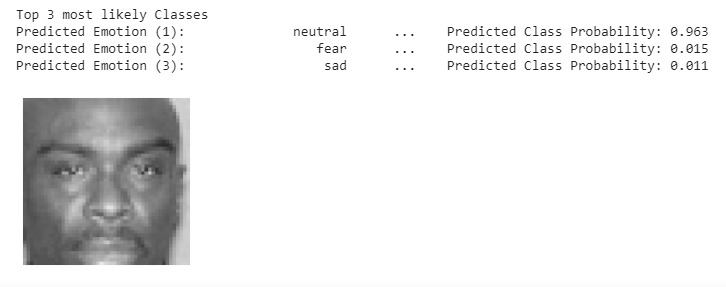 Top 3 most likely Classes
Predicted Emotion (1): neutral ... Predicted Class Probability: 0.963
Predicted Emotion (2): fear ... Predicted Class Probability: 0.015
Predicted Emotion (3): sad ... Predicted Class Probability: 0.011